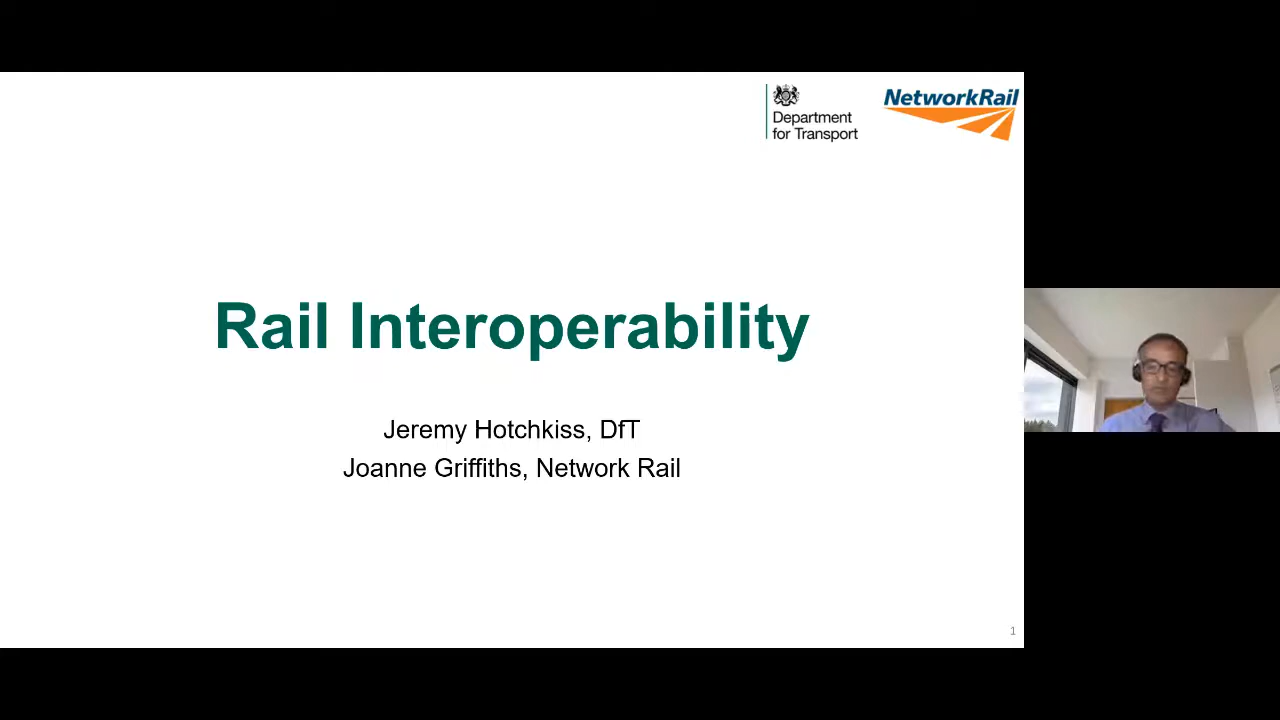 Department
for Transport
NetworkRail
Rail Interoperability
Jeremy Hotchkiss, DfT
Joanne Griffiths, Network Rail
1